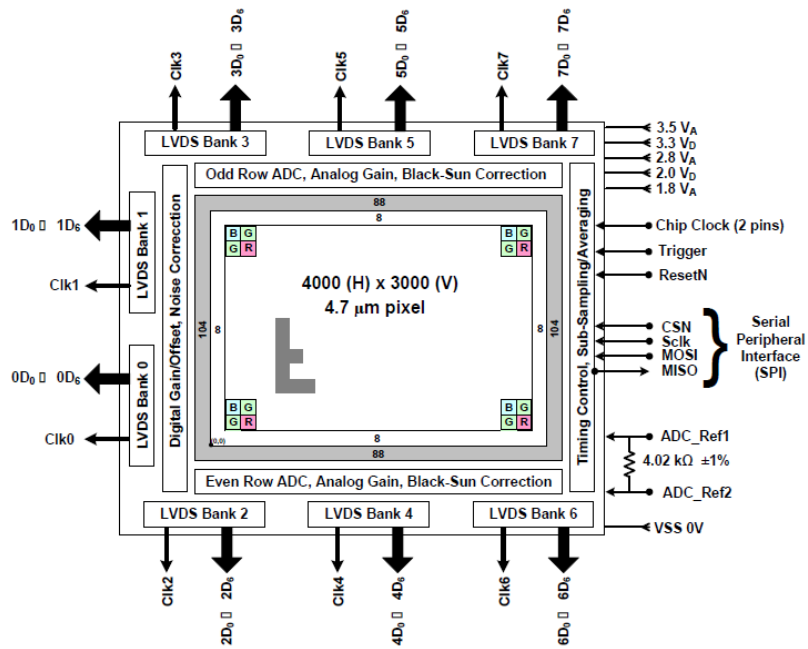 Clk3
3D₀ ▯ 3D₆
Clk5
5D₀ ▯ 5D₆
Clk7
7D₀ ▯ 7D₆
LVDS Bank 3
LVDS Bank 5
LVDS Bank 7
3.5 Vᴀ
3.3 V_D
2.8 Vᴀ
2.0 V_D
1.8 Vᴀ
Odd Row ADC, Analog Gain, Black-Sun Correction
1D₀ ▯ 1D₆
Clk1
LVDS Bank 1
0D₀ ▯ 0D₆
Clk0
LVDS Bank 0
Digital Gain/Offset, Noise Correcction
88
8
104
8
B G
G R
B G
G R
4000 (H) x 3000 (V)
4.7 µm pixel
8
104
B G
G R
B G
G R
(0,0)
8
88
Timing Control, Sub-Sampling/Averaging
Chip Clock (2 pins)
Trigger
ResetN
CSN
Sclk
MOSI
MISO
Serial
Peripheral
Interface
(SPI)
ADC_Ref1
4.02 kΩ ±1%
ADC_Ref2
VSS 0V
Even Row ADC, Analog Gain, Black-Sun Correction
LVDS Bank 2
LVDS Bank 4
LVDS Bank 6
Clk2
2D₀ ▯ 2D₆
Clk4
4D₀ ▯ 4D₆
Clk6
6D₀ ▯ 6D₆